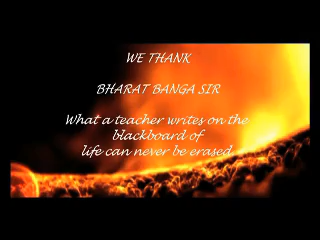 WE THANK
BHARAT BANGA SIR
What a teacher writes on the
blackboard of
life can never be erased